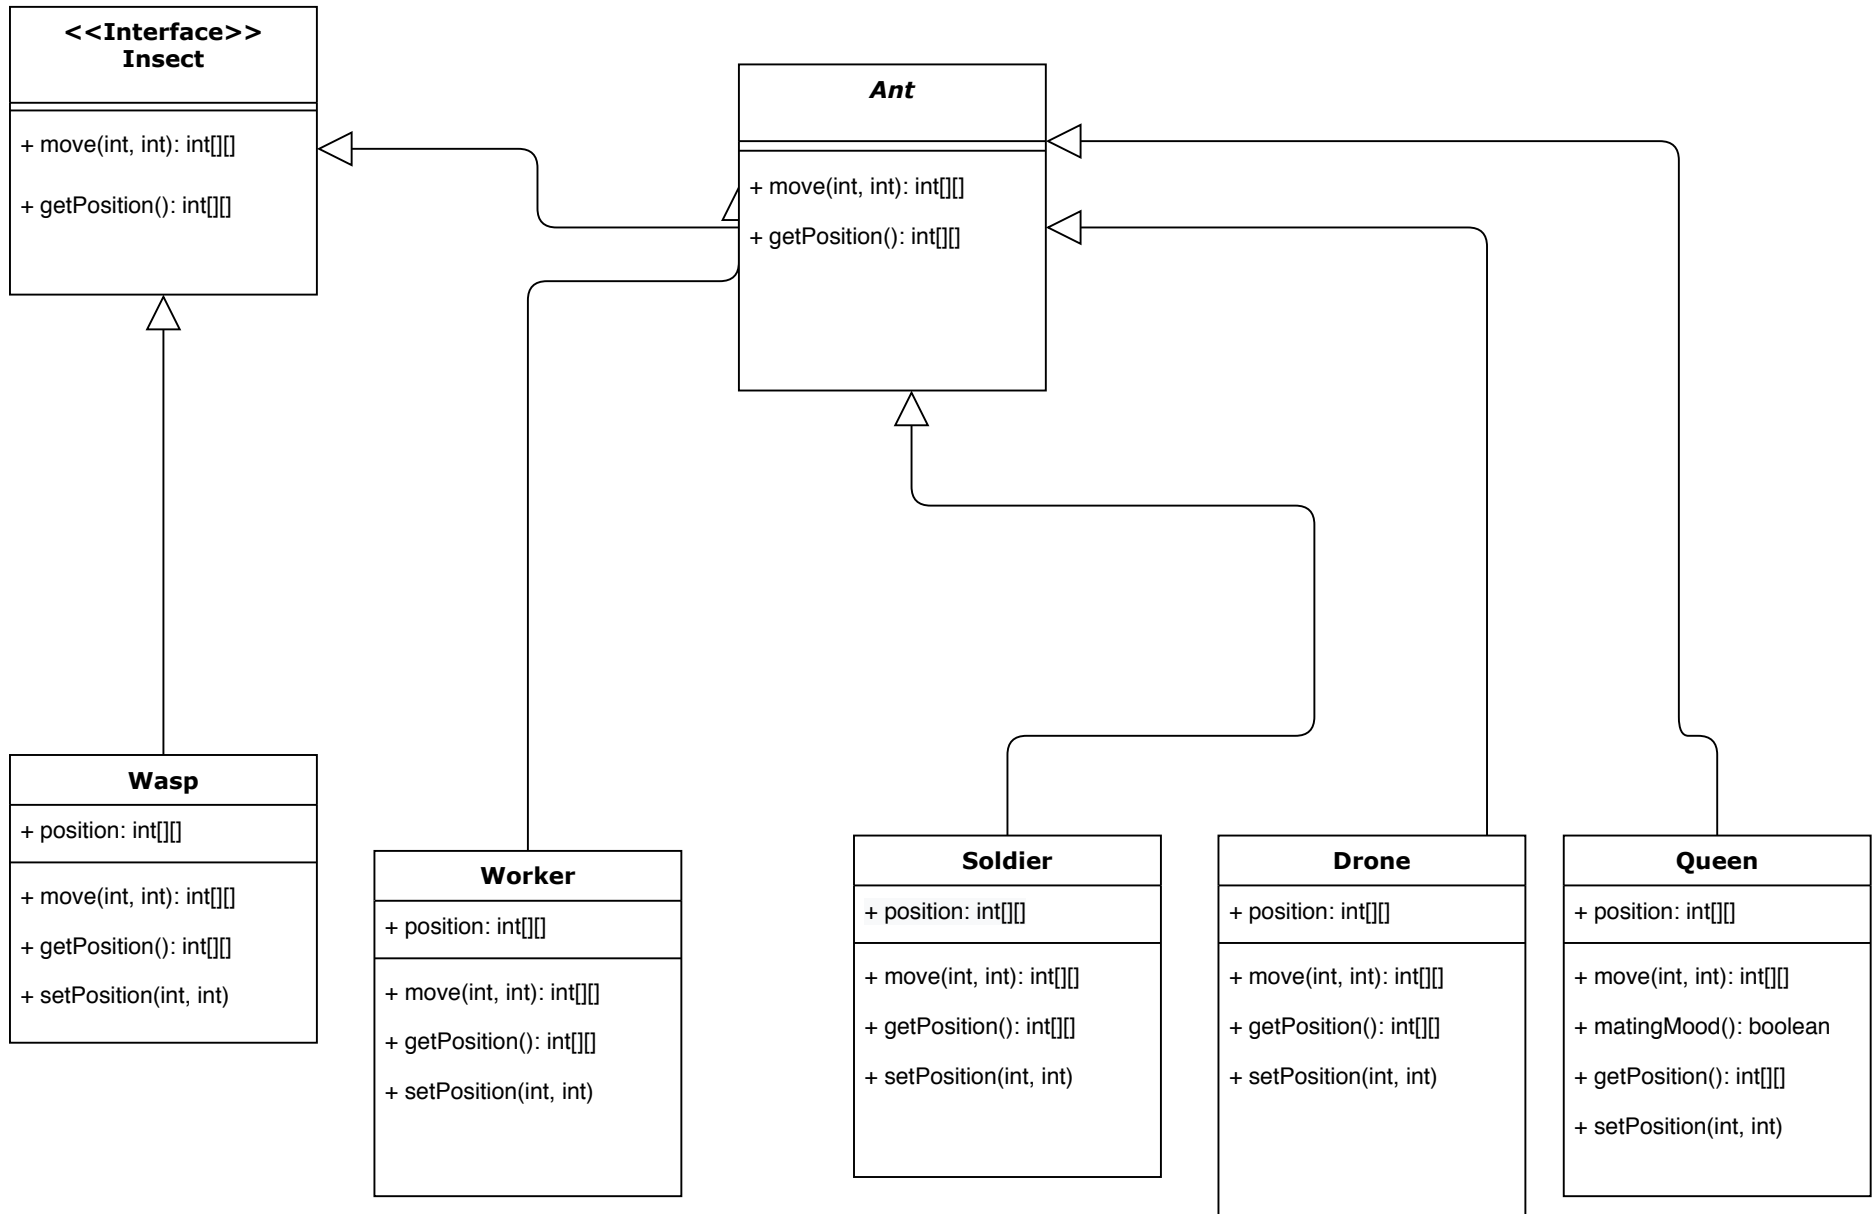 <<Interface>>
Insect
+ move(int, int): int[][]
+ getPosition(): int[][]
Ant
+ move(int, int): int[][]
+ getPosition(): int[][]
Wasp
+ position: int[][]
+ move(int, int): int[][]
+ getPosition(): int[][]
+ setPosition(int, int)
Worker
+ position: int[][]
+ move(int, int): int[][]
+ getPosition(): int[][]
+ setPosition(int, int)
Soldier
+ position: int[][]
+ move(int, int): int[][]
+ getPosition(): int[][]
+ setPosition(int, int)
Drone
+ position: int[][]
+ move(int, int): int[][]
+ getPosition(): int[][]
+ setPosition(int, int)
Queen
+ position: int[][]
+ move(int, int): int[][]
+ matingMood(): boolean
+ getPosition(): int[][]
+ setPosition(int, int)